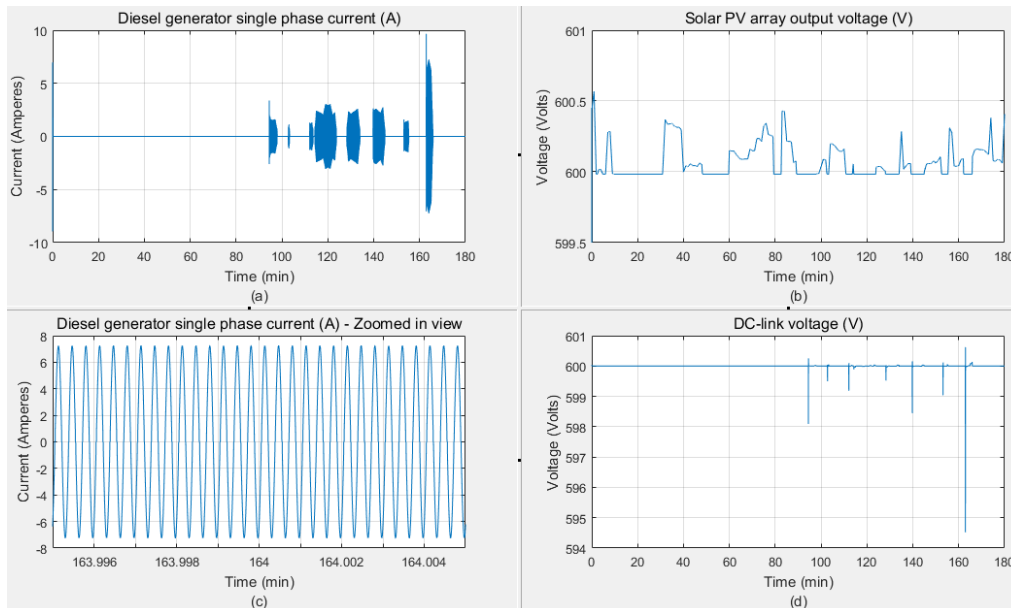 Diesel generator single phase current (A)
10
5
0
-5
-10
Current (Amperes)
0 20 40 60 80 100 120 140 160 180
Time (min)
(a)
Solar PV array output voltage (V)
601
600.5
600
599.5
Voltage (Volts)
0 20 40 60 80 100 120 140 160 180
Time (min)
(b)
Diesel generator single phase current (A) - Zoomed in view
8
6
4
2
0
-2
-4
-6
-8
Current (Amperes)
163.996 163.998 164 164.002 164.004
Time (min)
(c)
DC-link voltage (V)
601
600
599
598
597
596
595
594
Voltage (Volts)
0 20 40 60 80 100 120 140 160 180
Time (min)
(d)